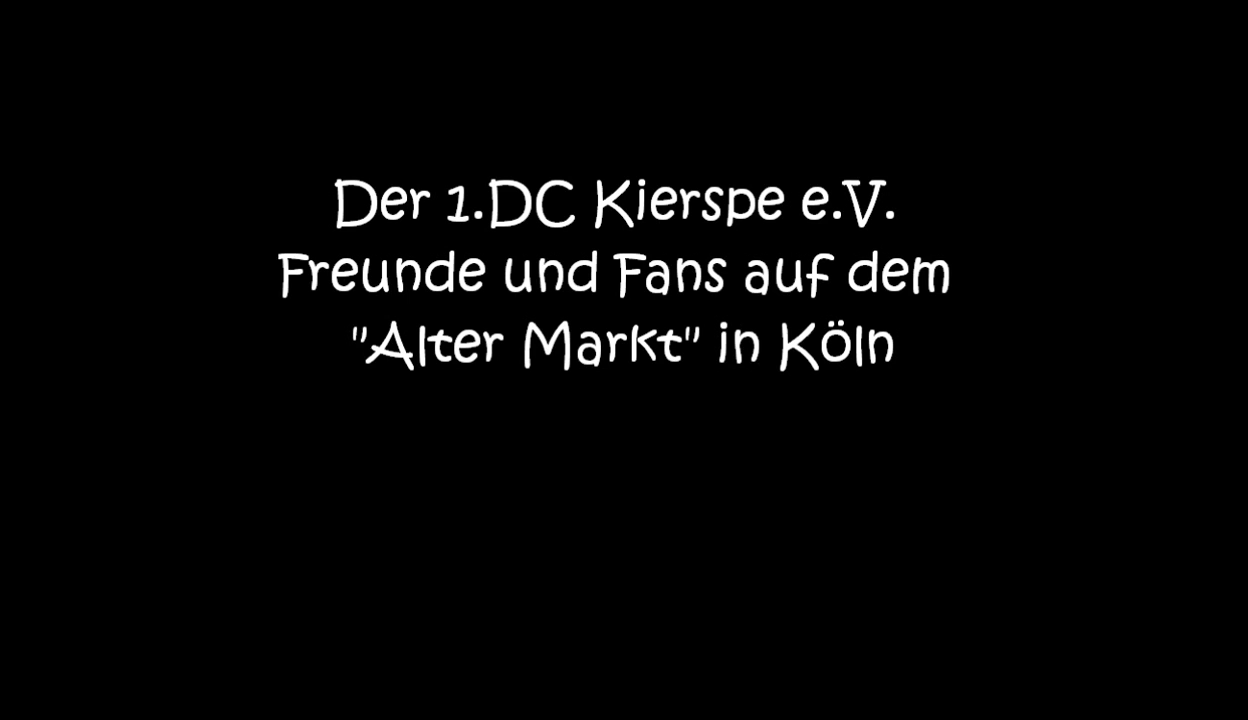 Der 1.DC Kierspe e.V.
Freunde und Fans auf dem
"Alter Markt" in Köln